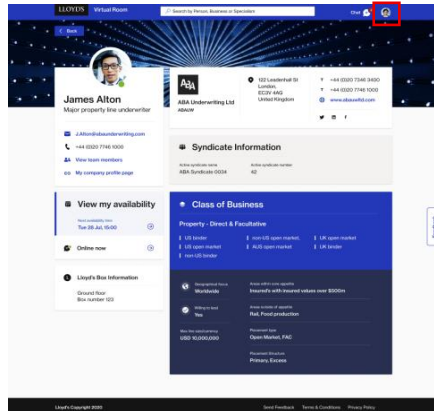 LLOYD'S Virtual Room
Search by Person, Business or Specialism
Chat
Back
James Alton
Major property line underwriter
J.Alton@abaunderwriting.com
+44 (0)20 7746 1000
View team members
My company profile page
ABA
ABA Underwriting Ltd
ABAUW
122 Leadenhall St
London,
EC3V 4AG
United Kingdom
T +44 (0)20 7346 3400
T +44 (0)20 7746 1000
www.abauwltd.com
Syndicate Information
Active syndicate name
ABA Syndicate 0034
Active syndicate number
42
View my availability
Next availability from
Tue 28 Jul, 15:00
Online now
Lloyd's Box Information
Ground floor
Box number 123
Class of Business
Property - Direct & Facultative
US binder
US open market
non-US binder
non-US open market
AUS open market
UK open market
UK binder
Geographical focus
Worldwide
Willing to lead
Yes
Max line size/currency
USD 10,000,000
Areas within core appetite
Insured's with insured values over $500m
Areas outside of appetite
Rail, Food production
Placement type
Open Market, FAC
Placement Structure
Primary, Excess
Lloyd's Copyright 2020
Send Feedback Terms & Conditions Privacy Policy